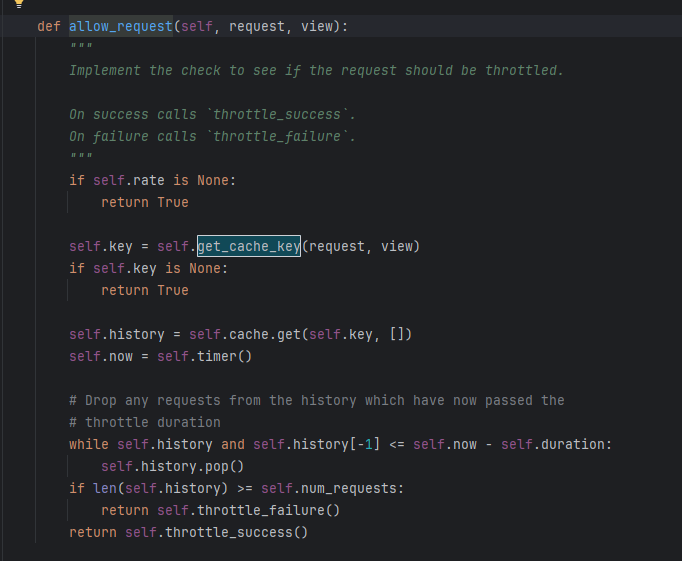 def allow_request(self, request, view):
    """
    Implement the check to see if the request should be throttled.

    On success calls `throttle_success`.
    On failure calls `throttle_failure`.
    """
    if self.rate is None:
        return True

    self.key = self.get_cache_key(request, view)
    if self.key is None:
        return True

    self.history = self.cache.get(self.key, [])
    self.now = self.timer()

    # Drop any requests from the history which have now passed the
    # throttle duration
    while self.history and self.history[-1] <= self.now - self.duration:
        self.history.pop()
    if len(self.history) >= self.num_requests:
        return self.throttle_failure()
    return self.throttle_success()